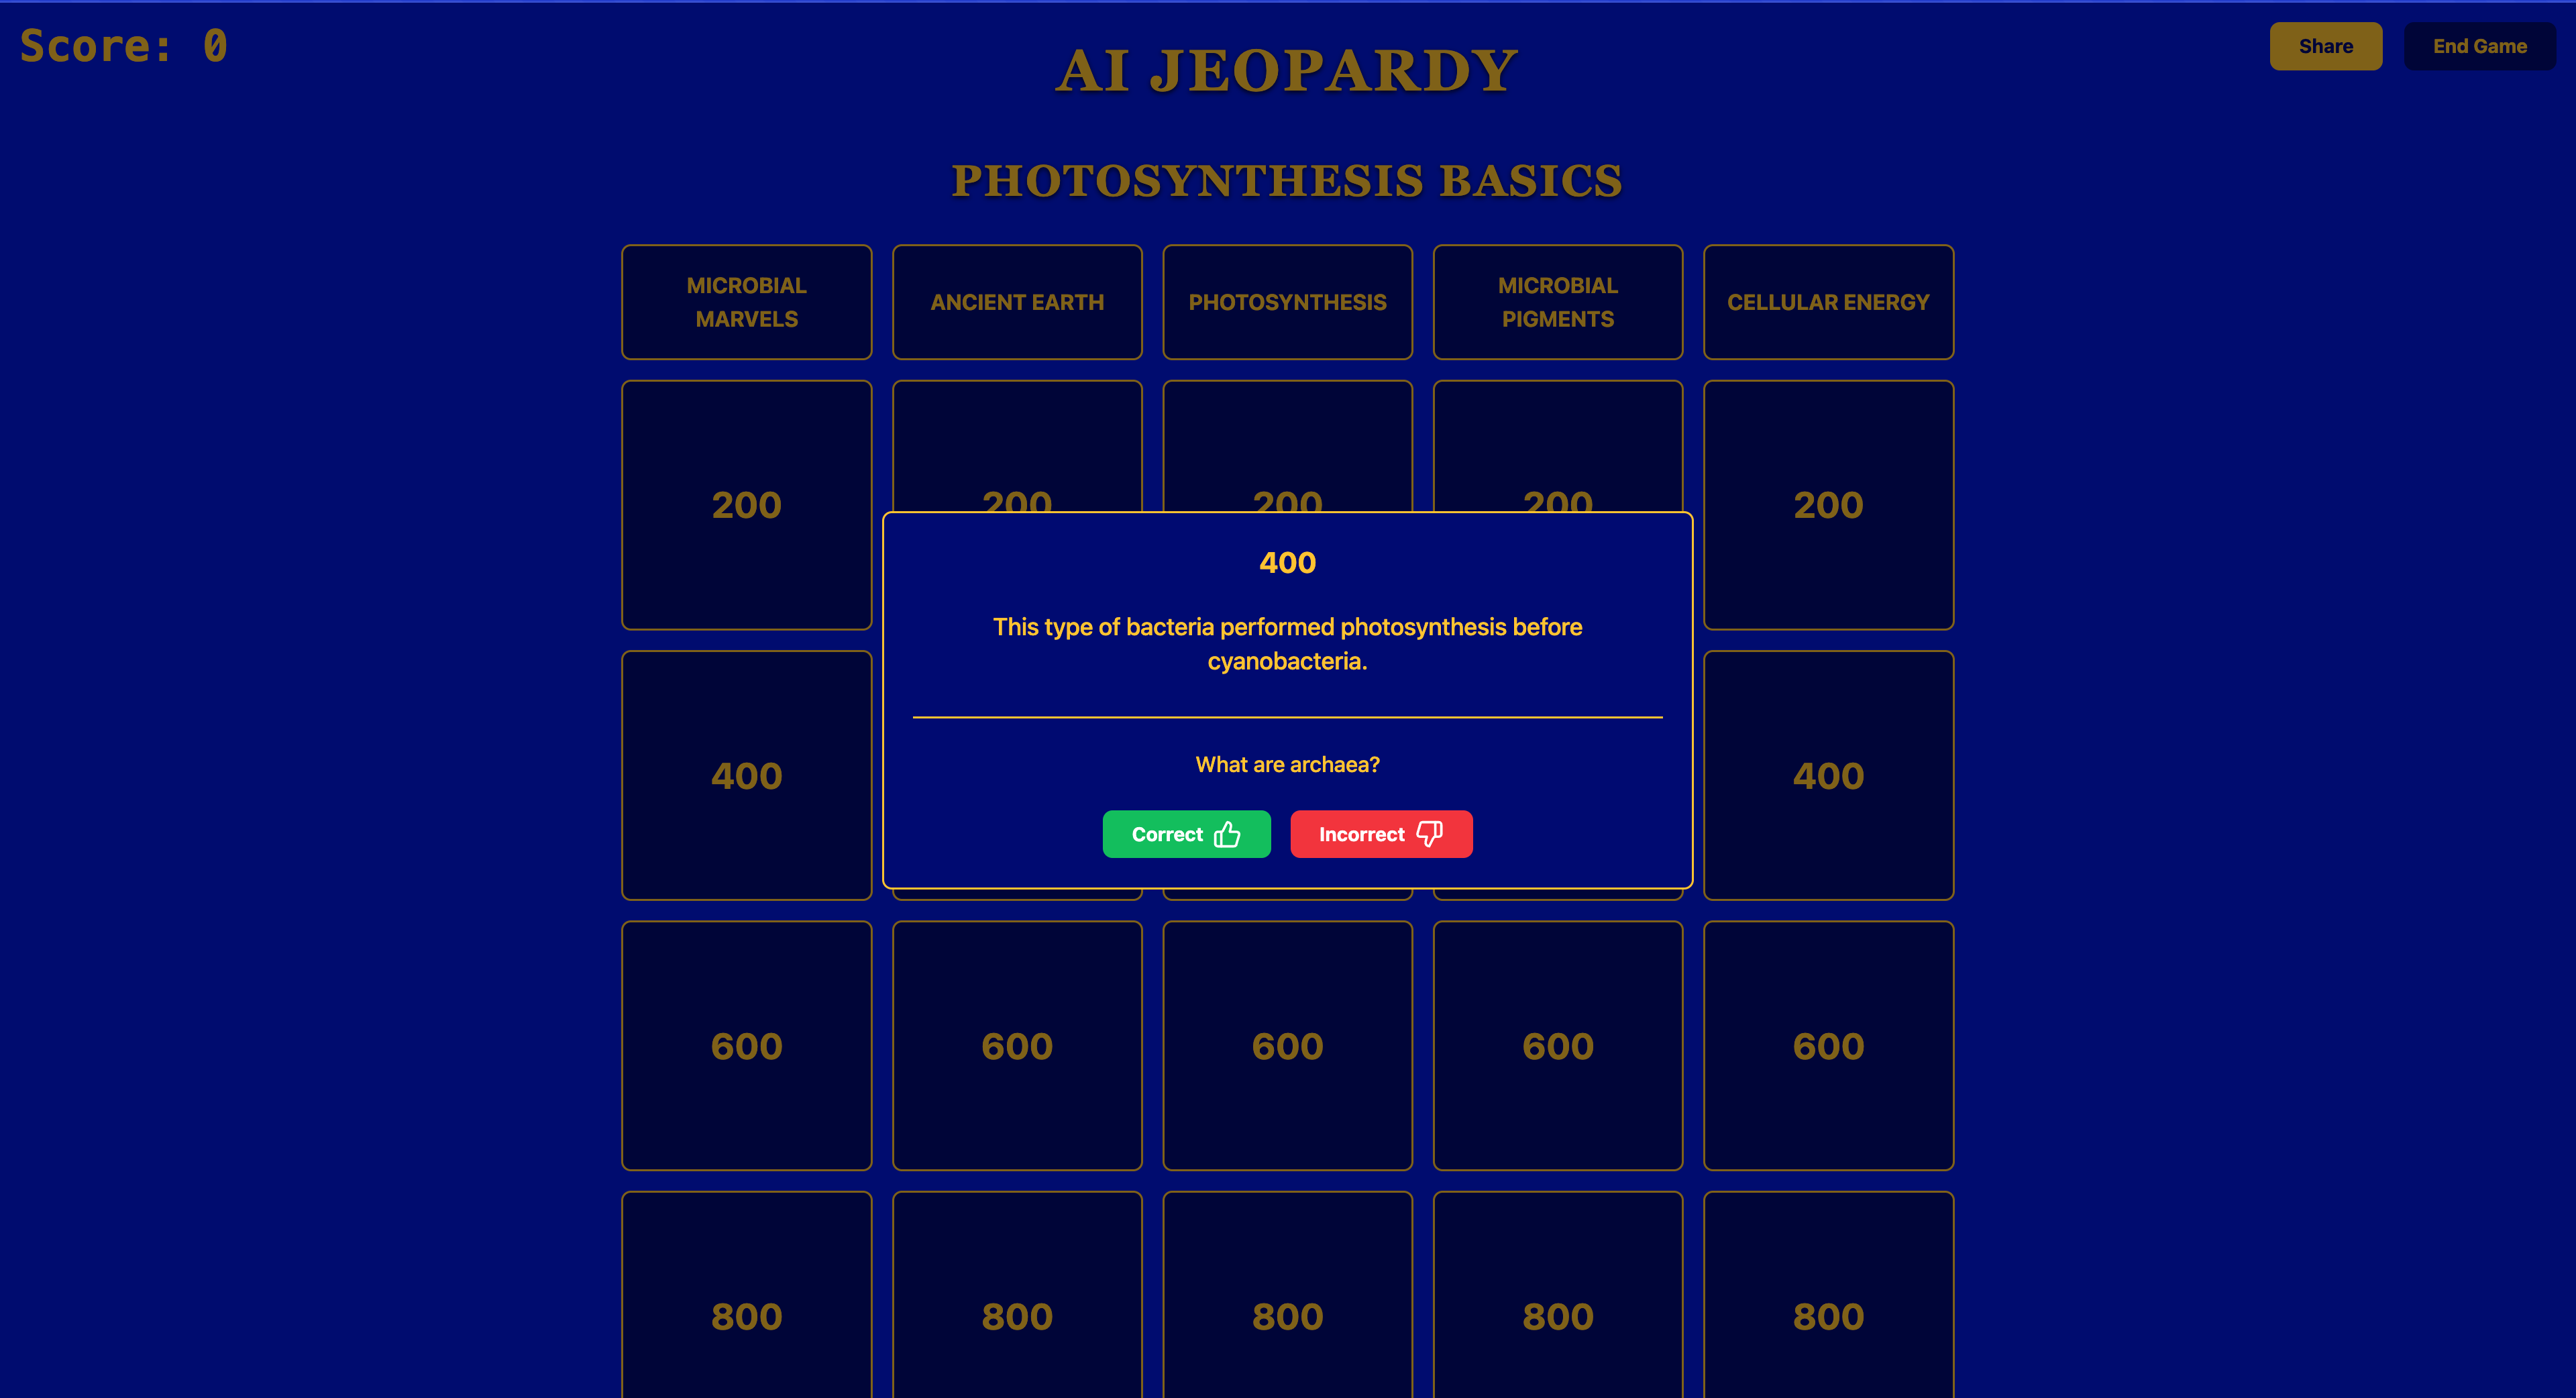 Score: 0
AI JEOPARDY
Share
End Game
PHOTOSYNTHESIS BASICS
MICROBIAL
MARVELS
ANCIENT EARTH
PHOTOSYNTHESIS
MICROBIAL
PIGMENTS
CELLULAR ENERGY
200
200
200
200
200
400
This type of bacteria performed photosynthesis before
cyanobacteria.
What are archaea?
Correct
Incorrect
400
400
600
600
600
600
600
800
800
800
800
800